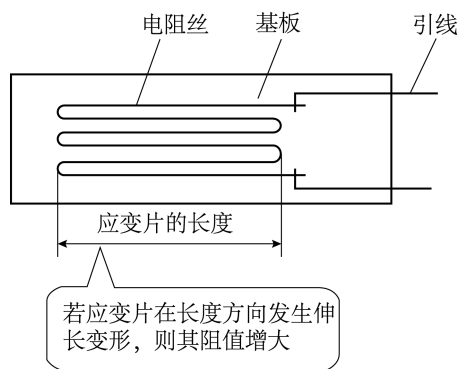 电阻丝
基板
引线
应变片的长度
若应变片在长度方向发生伸
长变形，则其阻值增大